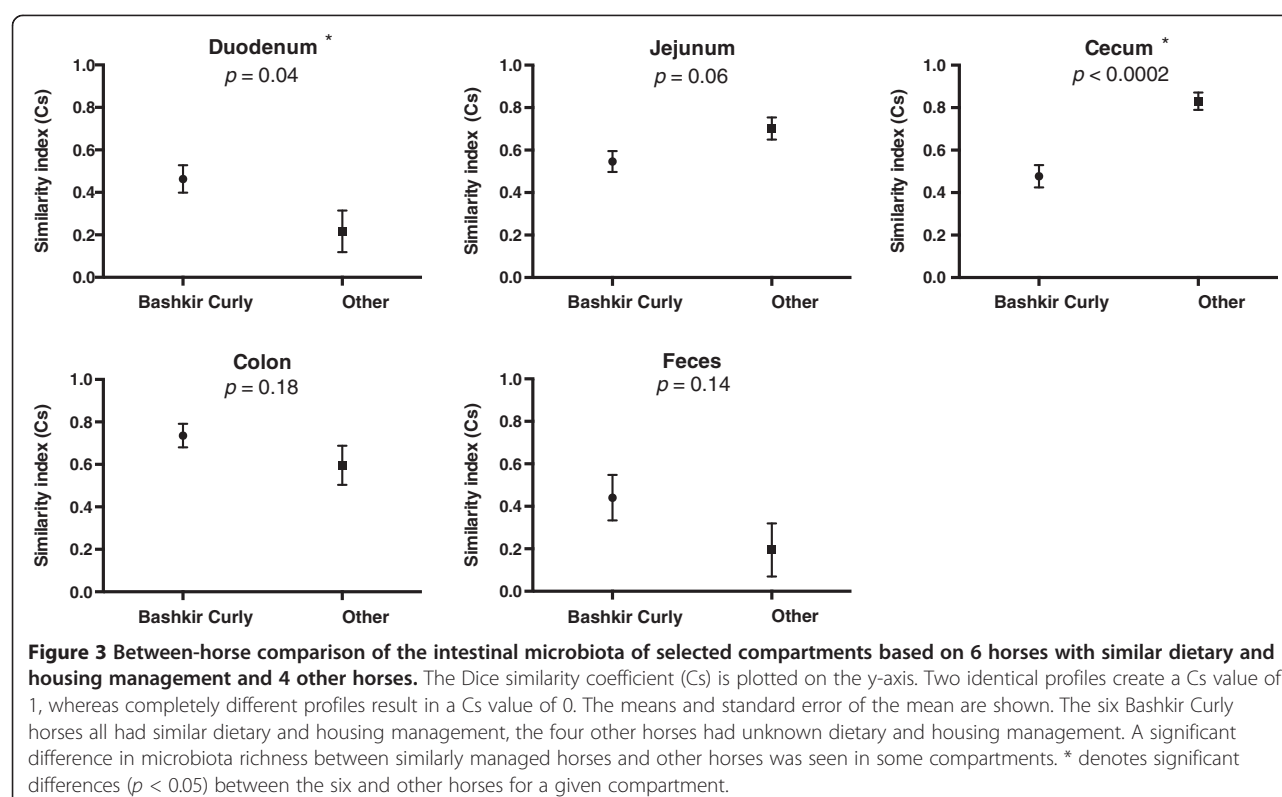 Duodenum *
p = 0.04
Similarity index (Cs)
1.0
0.8
0.6
0.4
0.2
0.0
Bashkir Curly Other
Jejunum
p = 0.06
Similarity index (Cs)
1.0
0.8
0.6
0.4
0.2
0.0
Bashkir Curly Other
Cecum *
p < 0.0002
Similarity index (Cs)
1.0
0.8
0.6
0.4
0.2
0.0
Bashkir Curly Other
Colon
p = 0.18
Similarity index (Cs)
1.0
0.8
0.6
0.4
0.2
0.0
Bashkir Curly Other
Feces
p = 0.14
Similarity index (Cs)
1.0
0.8
0.6
0.4
0.2
0.0
Bashkir Curly Other
Figure 3 Between-horse comparison of the intestinal microbiota of selected compartments based on 6 horses with similar dietary and
housing management and 4 other horses. The Dice similarity coefficient (Cs) is plotted on the y-axis. Two identical profiles create a Cs value of
1, whereas completely different profiles result in a Cs value of 0. The means and standard error of the mean are shown. The six Bashkir Curly
horses all had similar dietary and housing management, the four other horses had unknown dietary and housing management. A significant
difference in microbiota richness between similarly managed horses and other horses was seen in some compartments. * denotes significant
differences (p < 0.05) between the six and other horses for a given compartment.